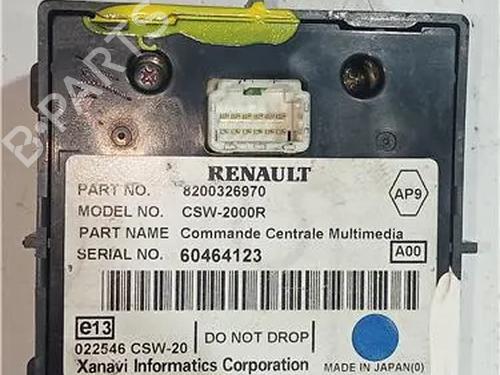 B-PARTS
RENAULT
PART NO. 8200326970
AP9
MODEL NO. CSW-2000R
PART NAME Commande Centrale Multimedia
SERIAL NO. 60464123
A00
e13
DO NOT DROP
022546 CSW-20
Xanavi Informatics Corporation
MADE IN JAPAN(0)